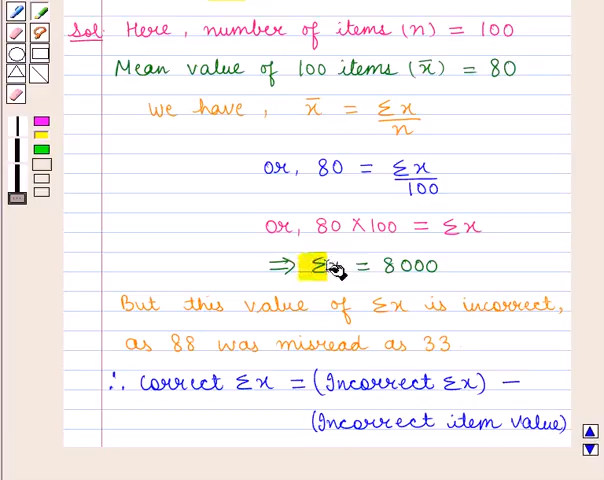 Sol Here, number of items (n) = 100
Mean value of 100 items (x̄) = 80
we have, x̄ = Σx/n
or, 80 = Σx/100
or, 80 × 100 = Σx
⇒ Σx = 8000
But this value of Σx is incorrect,
as 88 was misread as 33
∴ correct Σx = (Incorrect Σx) −
(Incorrect item value)